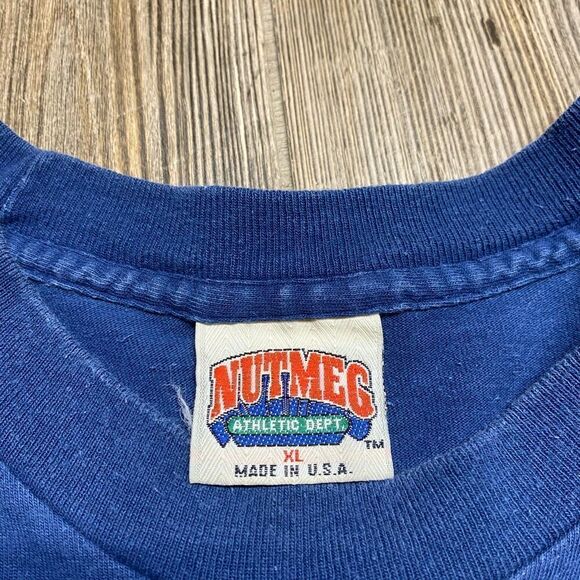 NUTMEG
ATHLETIC DEPT.
TM
XL
MADE IN U.S.A.